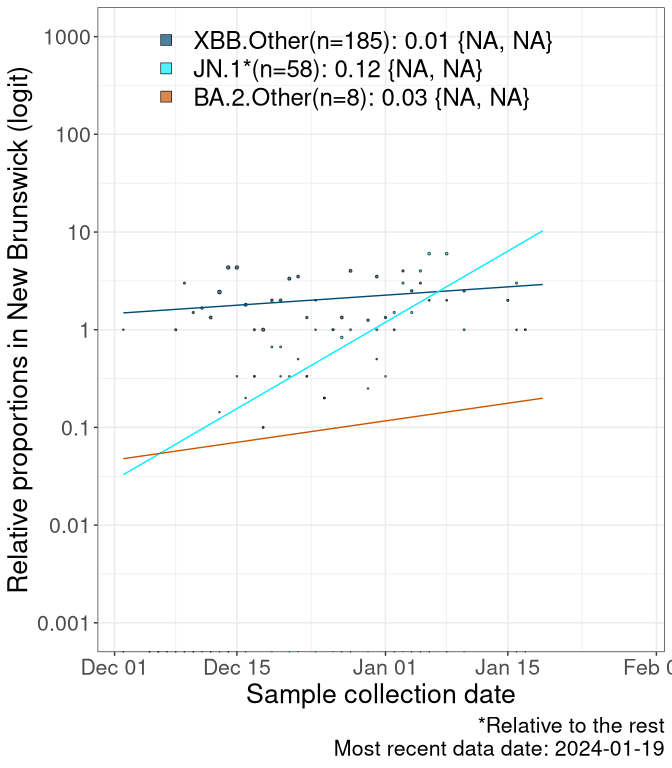 XBB.Other(n=185): 0.01 {NA, NA}
JN.1*(n=58): 0.12 {NA, NA}
BA.2.Other(n=8): 0.03 {NA, NA}
Relative proportions in New Brunswick (logit)
1000
100
10
1
0.1
0.01
0.001
Dec 01 Dec 15 Jan 01 Jan 15 Feb 0
Sample collection date
*Relative to the rest
Most recent data date: 2024-01-19